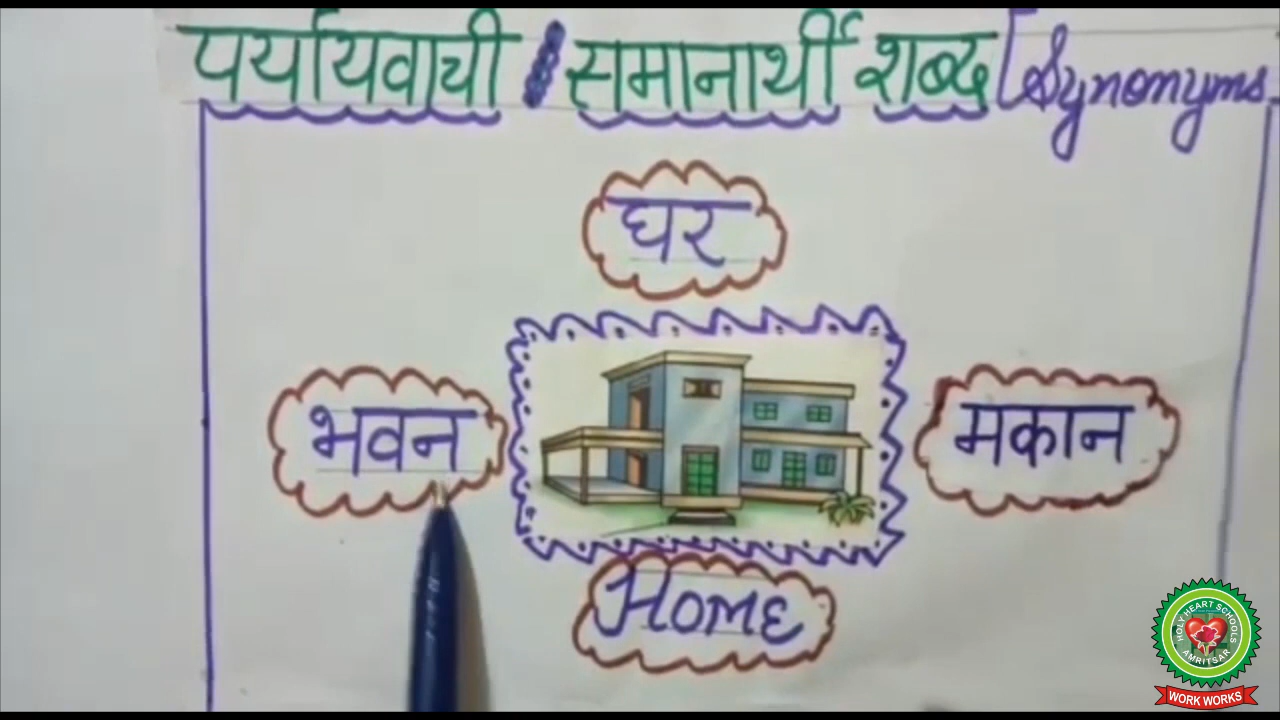 पर्यायवाची / समानार्थी शब्द / Synonyms
घर
भवन
मकान
Home
HOLY HEART SCHOOLS
AMRITSAR
WORK WORKS